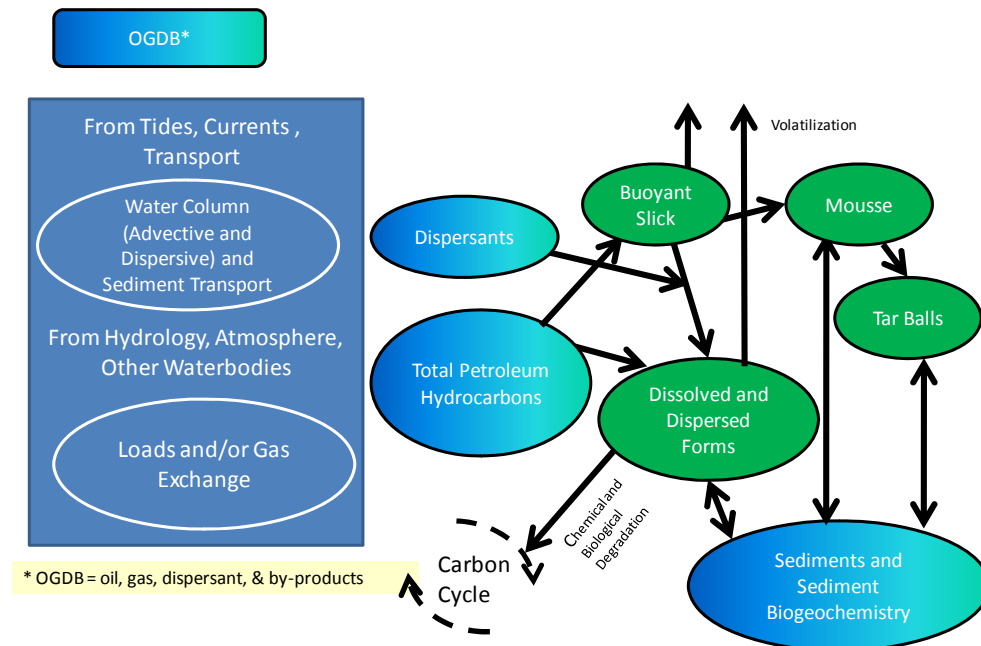 OGDB*
From Tides, Currents ,
Transport
Water Column
(Advective and
Dispersive) and
Sediment Transport
From Hydrology, Atmosphere,
Other Waterbodies
Loads and/or Gas
Exchange
* OGDB = oil, gas, dispersant, & by-products
Volatilization
Buoyant
Slick
Mousse
Dispersants
Tar Balls
Total Petroleum
Hydrocarbons
Dissolved and
Dispersed
Forms
Chemical and
Biological
Degradation
Carbon
Cycle
Sediments and
Sediment
Biogeochemistry